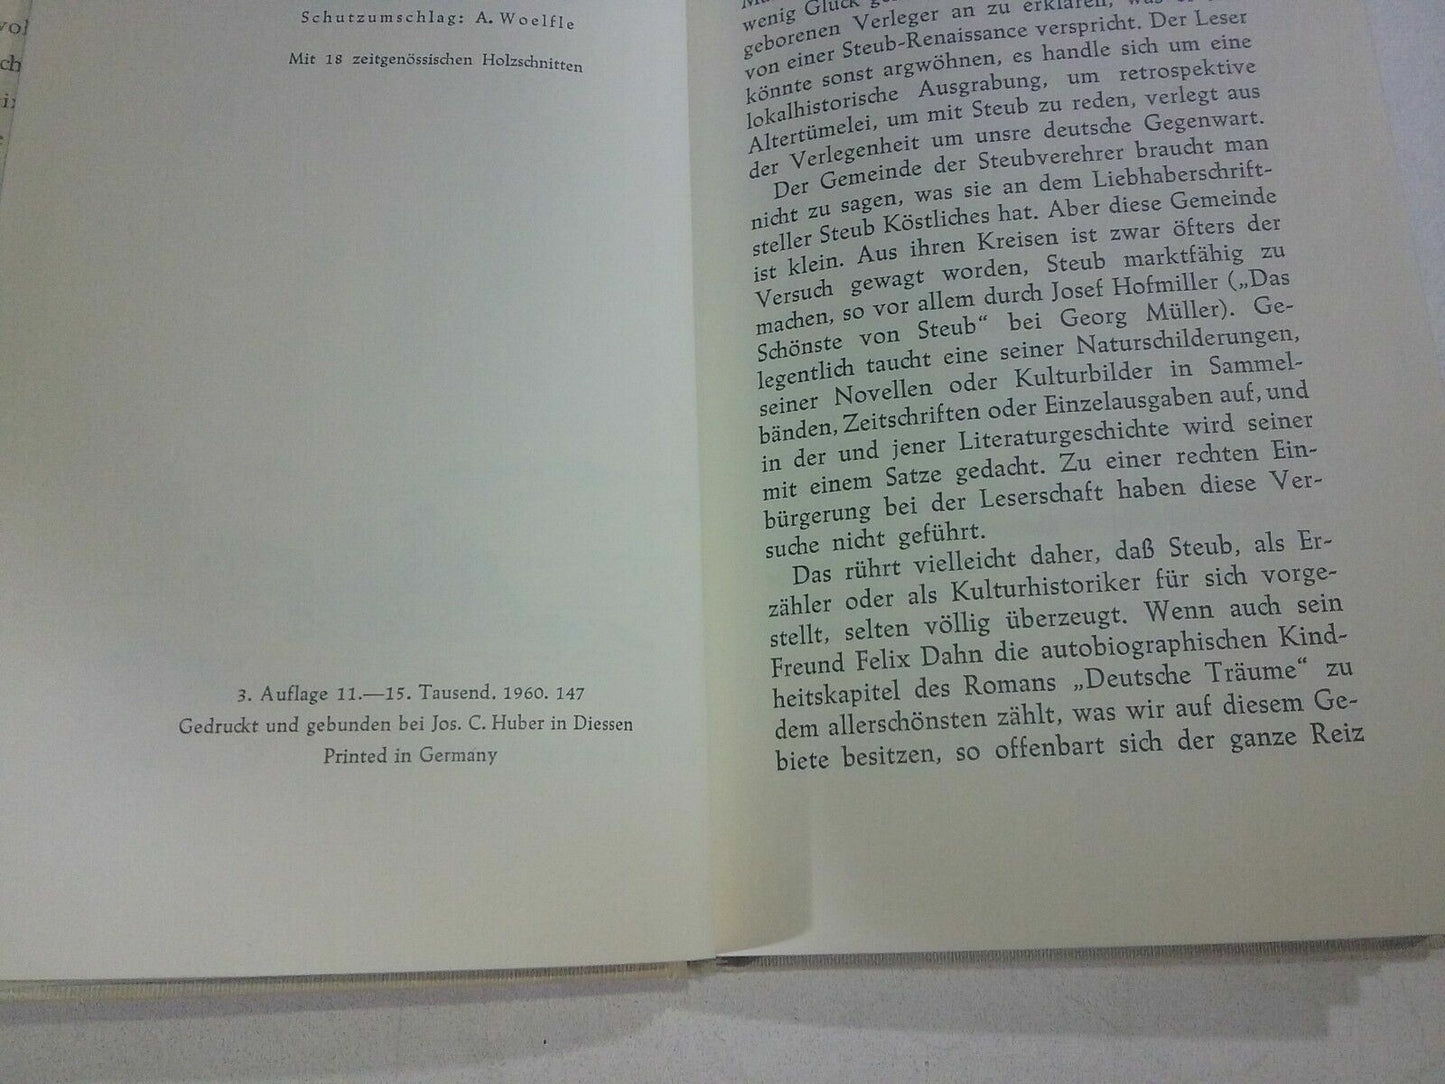 vol
ch
Schutzumschlag: A. Woelfle
Mit 18 zeitgenössischen Holzschnitten
3. Auflage 11.—15. Tausend. 1960. 147
Gedruckt und gebunden bei Jos. C. Huber in Diessen
Printed in Germany
wenig Glück
geborenen Verleger an zu erklären,
von einer Steub-Renaissance verspricht. Der Leser
könnte sonst argwöhnen, es handle sich um eine
lokalhistorische Ausgrabung, um retrospektive
Altertümelei, um mit Steub zu reden, verlegt aus
der Verlegenheit um unsre deutsche Gegenwart.
Der Gemeinde der Steubverehrer braucht man
nicht zu sagen, was sie an dem Liebhaberschrift-
steller Steub Köstliches hat. Aber diese Gemeinde
ist klein. Aus ihren Kreisen ist zwar öfters der
Versuch gewagt worden, Steub marktfähig zu
machen, so vor allem durch Josef Hofmiller („Das
Schönste von Steub“ bei Georg Müller). Ge-
legentlich taucht eine seiner Naturschilderungen,
seiner Novellen oder Kulturbilder in Sammel-
bänden, Zeitschriften oder Einzelausgaben auf, und
in der und jener Literaturgeschichte wird seiner
mit einem Satze gedacht. Zu einer rechten Ein-
bürgerung bei der Leserschaft haben diese Ver-
suche nicht geführt.
Das rührt vielleicht daher, daß Steub, als Er-
zähler oder als Kulturhistoriker für sich vorge-
stellt, selten völlig überzeugt. Wenn auch sein
Freund Felix Dahn die autobiographischen Kind-
heitskapitel des Romans „Deutsche Träume“ zu
dem allerschönsten zählt, was wir auf diesem Ge-
biete besitzen, so offenbart sich der ganze Reiz